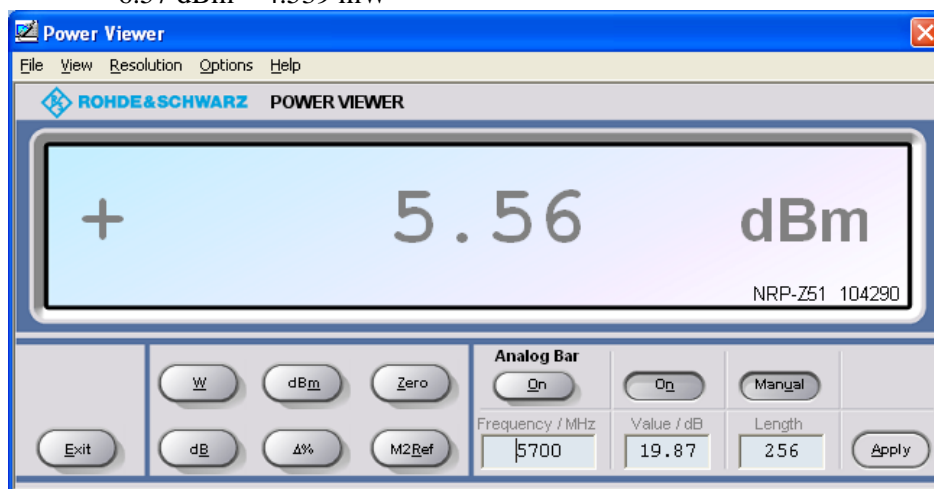 Power Viewer
File View Resolution Options Help
ROHDE&SCHWARZ POWER VIEWER
+ 5.56 dBm
NRP-Z51 104290
Analog Bar
W dBm Zero On On Manual
Frequency / MHz Value / dB Length
Exit dB Δ% M2Ref 5700 19.87 256 Apply